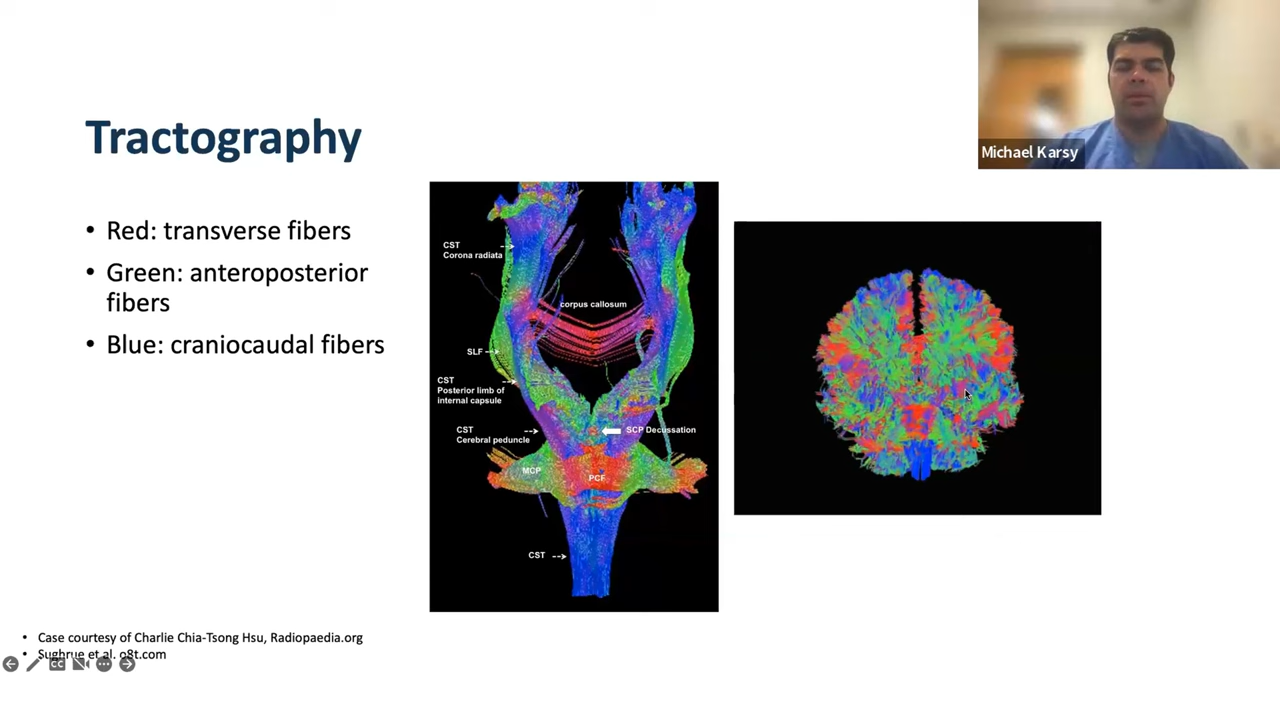 Michael Karsy
Tractography
• Red: transverse fibers
• Green: anteroposterior
fibers
• Blue: craniocaudal fibers
CST
Corona radiata
corpus callosum
SLF
CST
Posterior limb of
internal capsule
CST
Cerebral peduncle
SCP Decussation
MCP
PCF
CST
• Case courtesy of Charlie Chia-Tsong Hsu, Radiopaedia.org
• Sughrue et al. o8t.com
CC